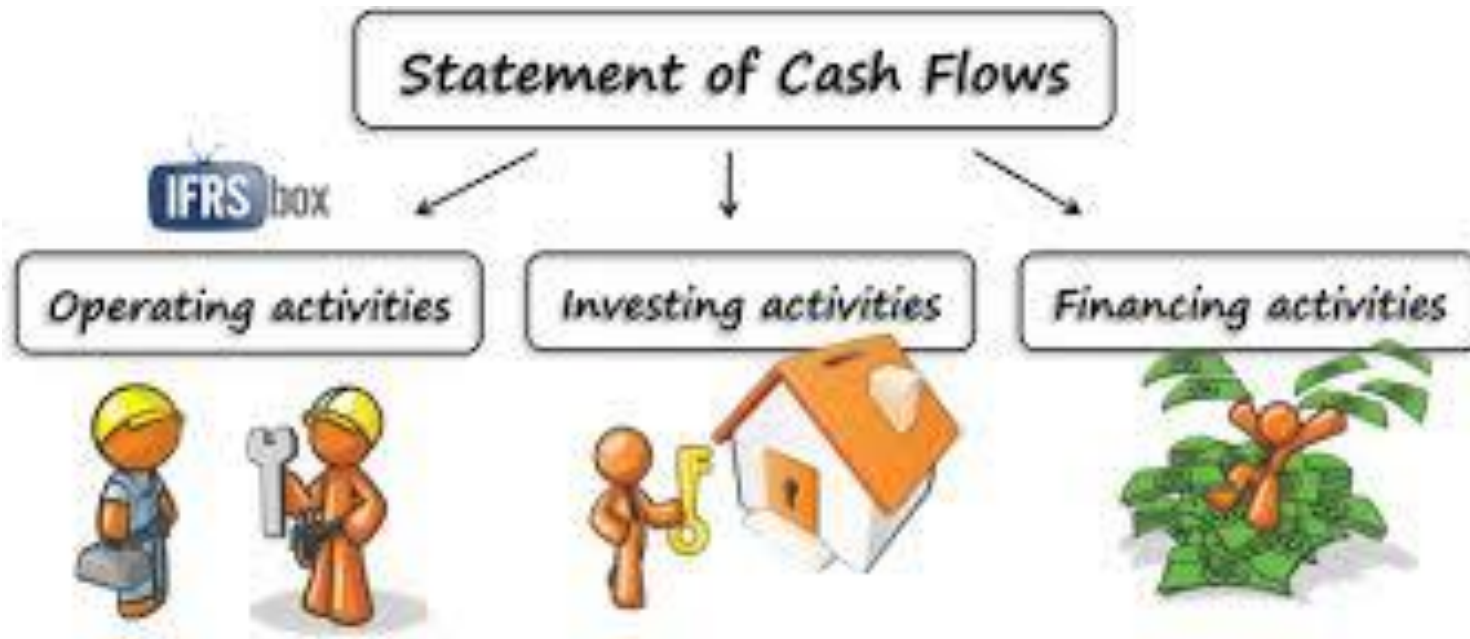 Statement of Cash Flows
IFRS box
Operating activities
Investing activities
Financing activities